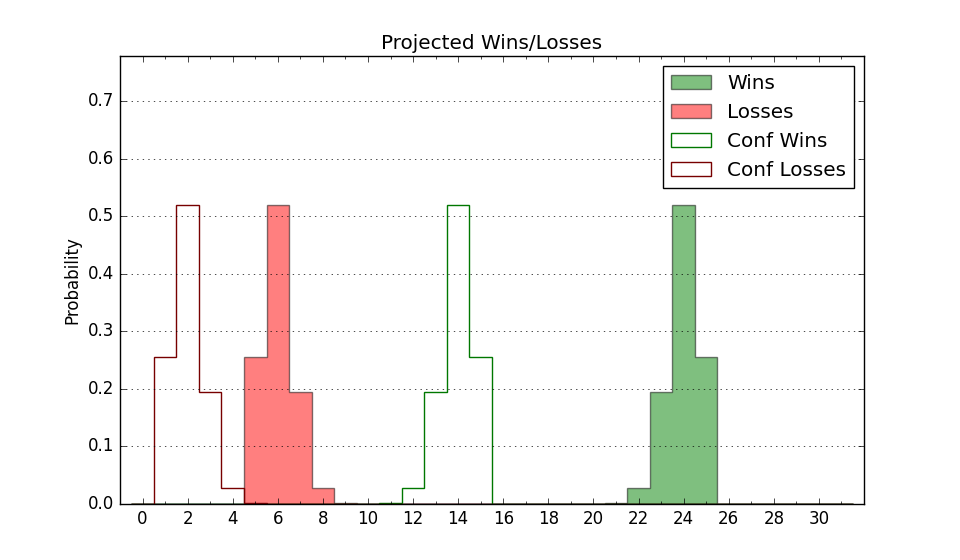 Projected Wins/Losses
Wins
Losses
Conf Wins
Conf Losses
Probability
0.7
0.6
0.5
0.4
0.3
0.2
0.1
0.0
0 2 4 6 8 10 12 14 16 18 20 22 24 26 28 30